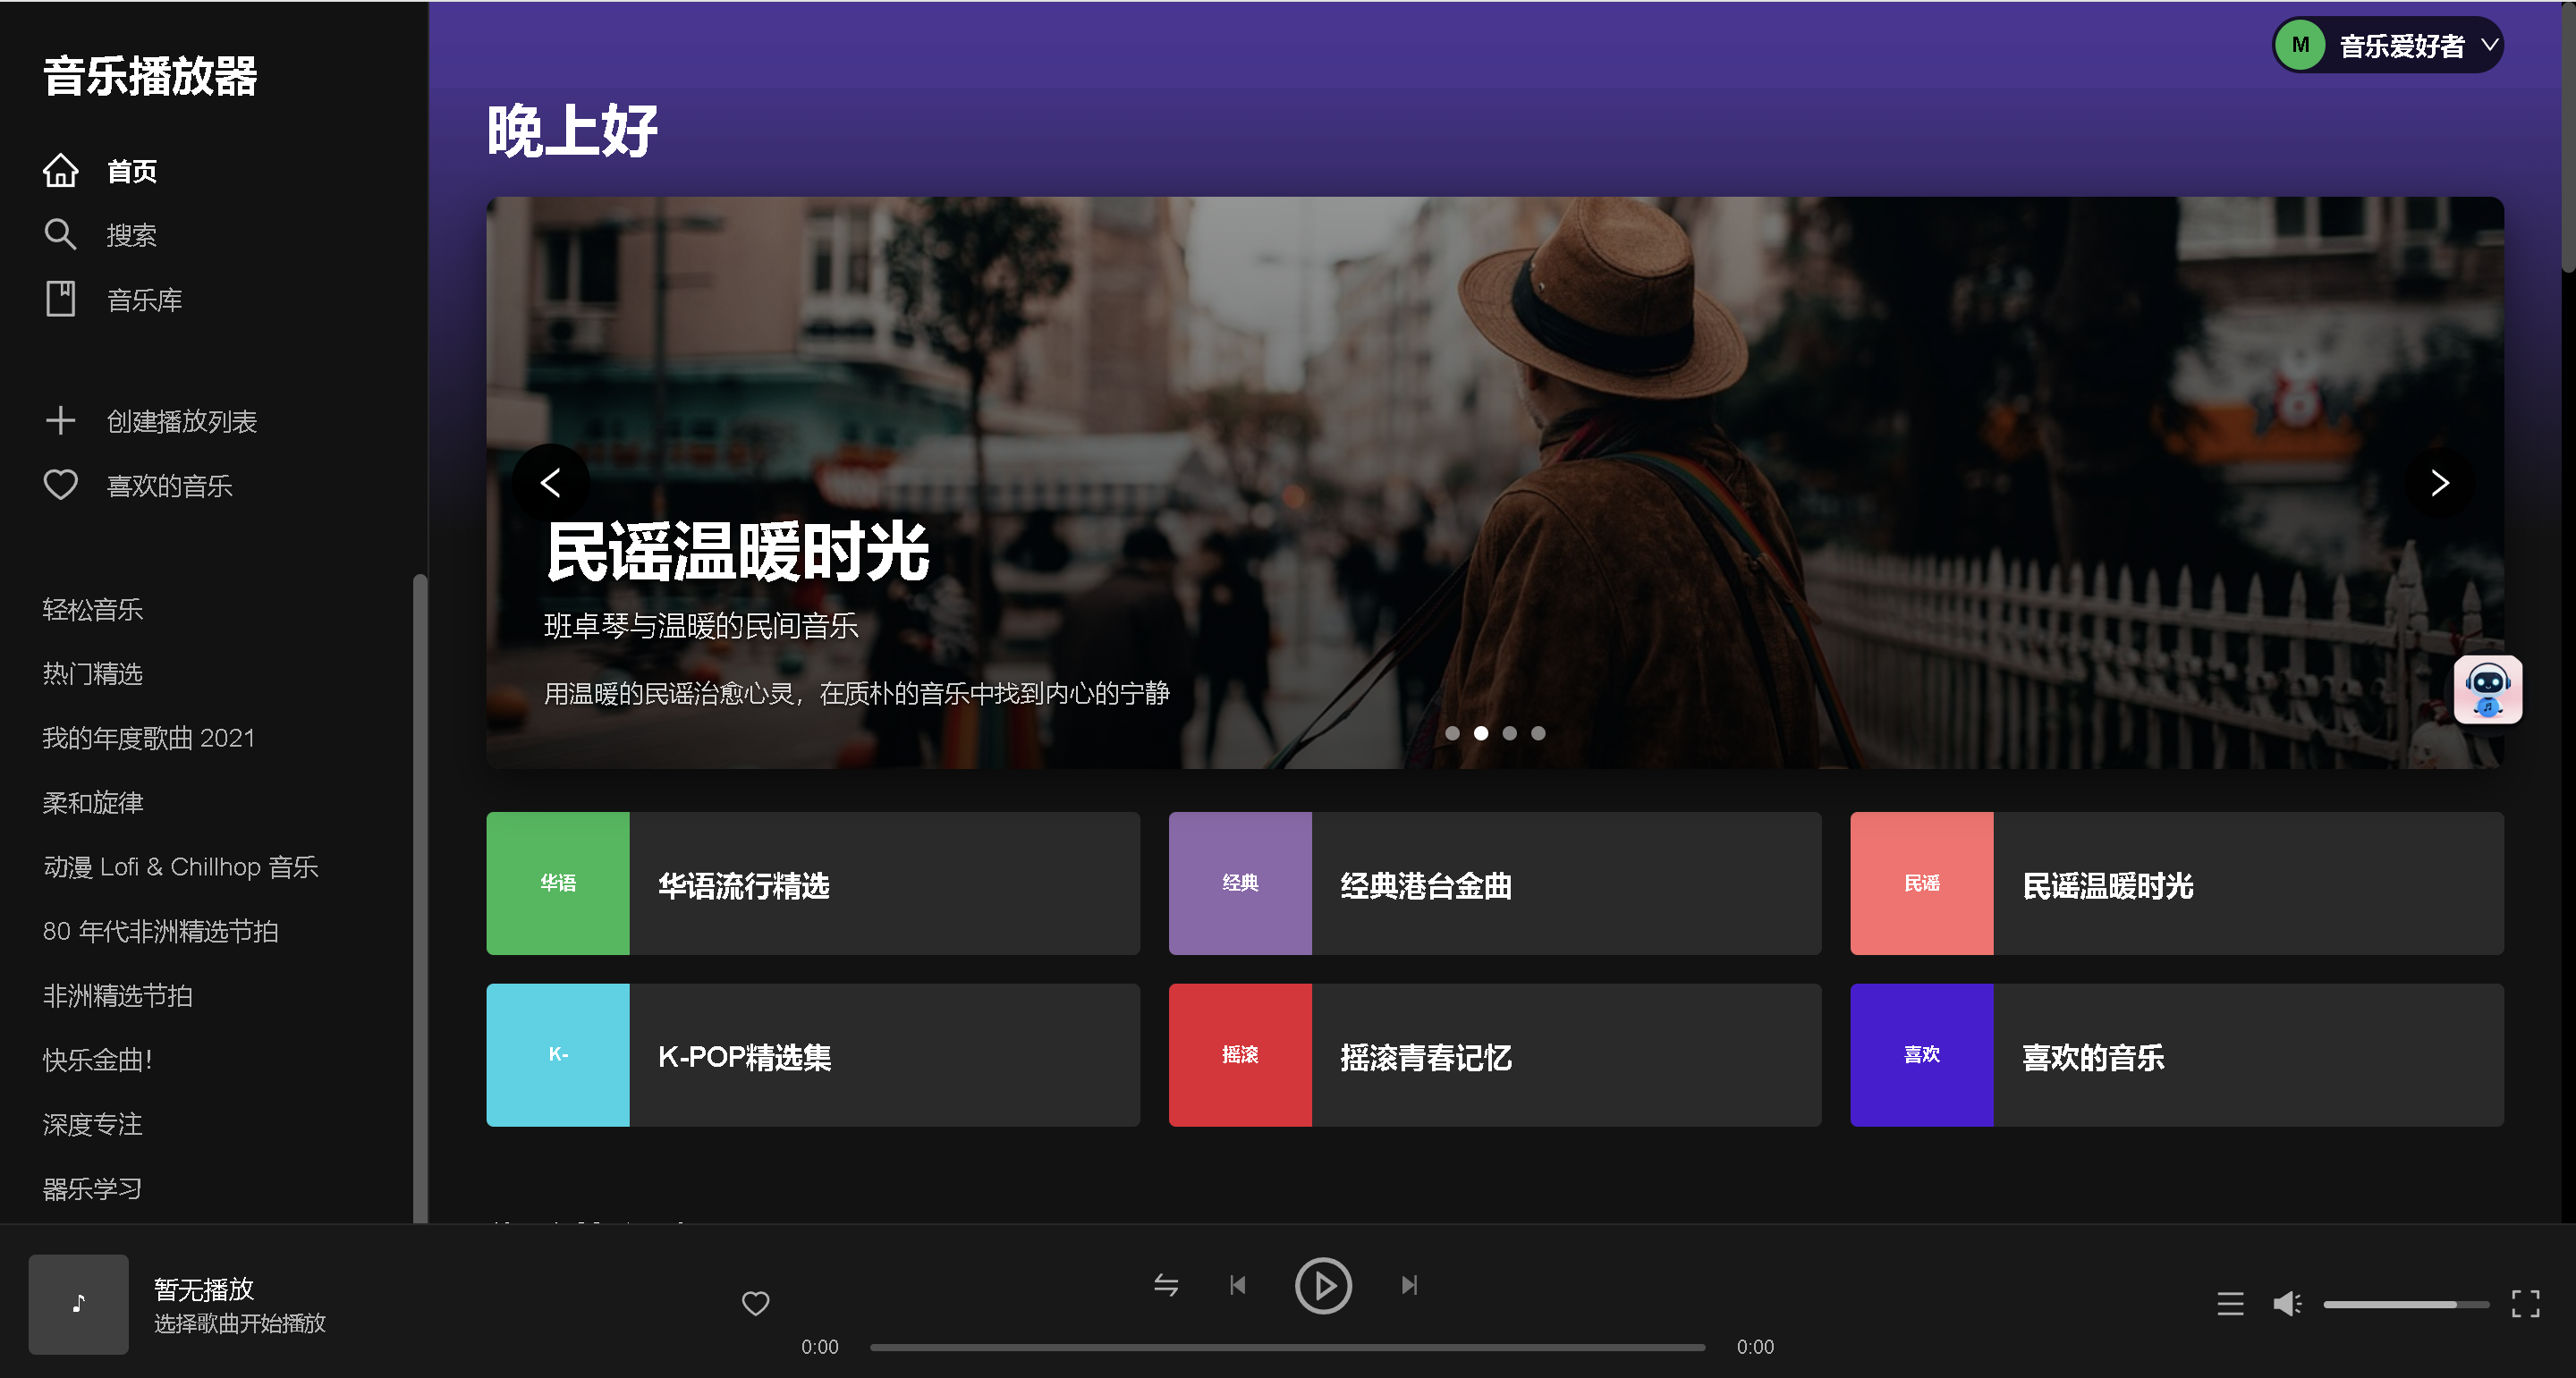 音乐播放器
首页
搜索
音乐库
创建播放列表
喜欢的音乐
轻松音乐
热门精选
我的年度歌曲 2021
柔和旋律
动漫 Lofi & Chillhop 音乐
80 年代非洲精选节拍
非洲精选节拍
快乐金曲!
深度专注
器乐学习
M 音乐爱好者
晚上好
民谣温暖时光
班卓琴与温暖的民间音乐
用温暖的民谣治愈心灵，在质朴的音乐中找到内心的宁静
华语 华语流行精选
经典 经典港台金曲
民谣 民谣温暖时光
K- K-POP精选集
摇滚 摇滚青春记忆
喜欢 喜欢的音乐
暂无播放
选择歌曲开始播放
0:00
0:00